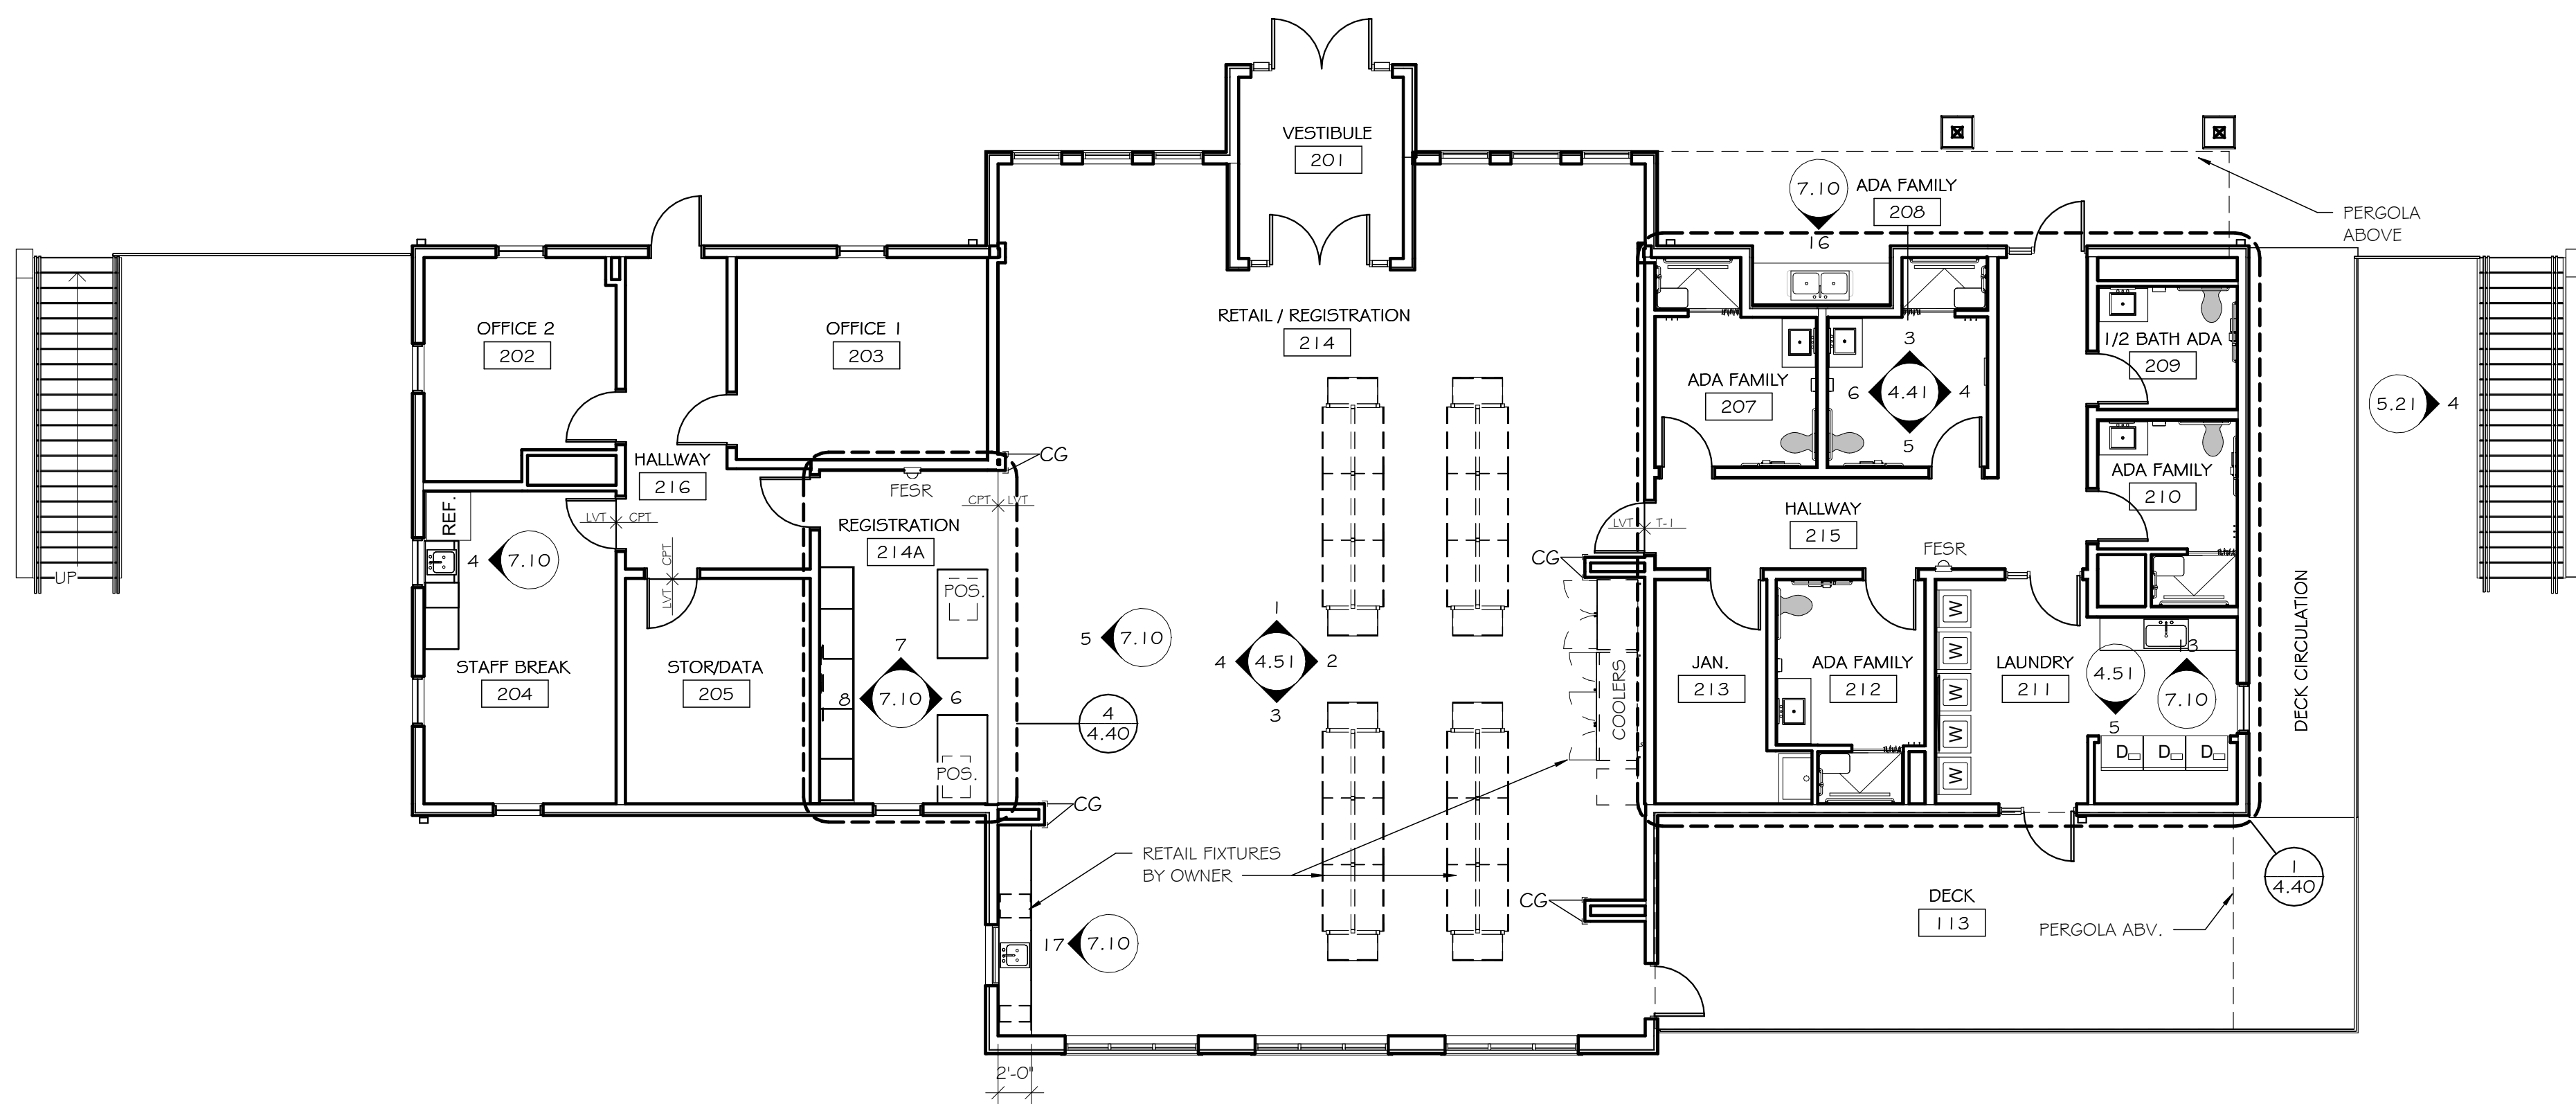 VESTIBULE
201
7.10
16
ADA FAMILY
208
PERGOLA
ABOVE
OFFICE 2
202
OFFICE 1
203
RETAIL / REGISTRATION
214
ADA FAMILY
207
3
6
4.41
4
5
1/2 BATH ADA
209
5.21
4
HALLWAY
216
CG
FESR
CPT
LVT
REF.
LVT
CPT
REGISTRATION
214A
LVT
T-1
HALLWAY
215
ADA FAMILY
210
FESR
4
7.10
CPT
LVT
POS.
CG
UP
1
4
4.51
2
3
5
7.10
COOLERS
STAFF BREAK
204
STOR/DATA
205
7
8
7.10
6
4
4.40
POS.
JAN.
213
ADA FAMILY
212
W
W
W
W
W
LAUNDRY
211
4.51
5
13
7.10
D
D
D
DECK CIRCULATION
CG
RETAIL FIXTURES
BY OWNER
CG
17
7.10
DECK
113
PERGOLA ABV.
1
4.40
2'-0"